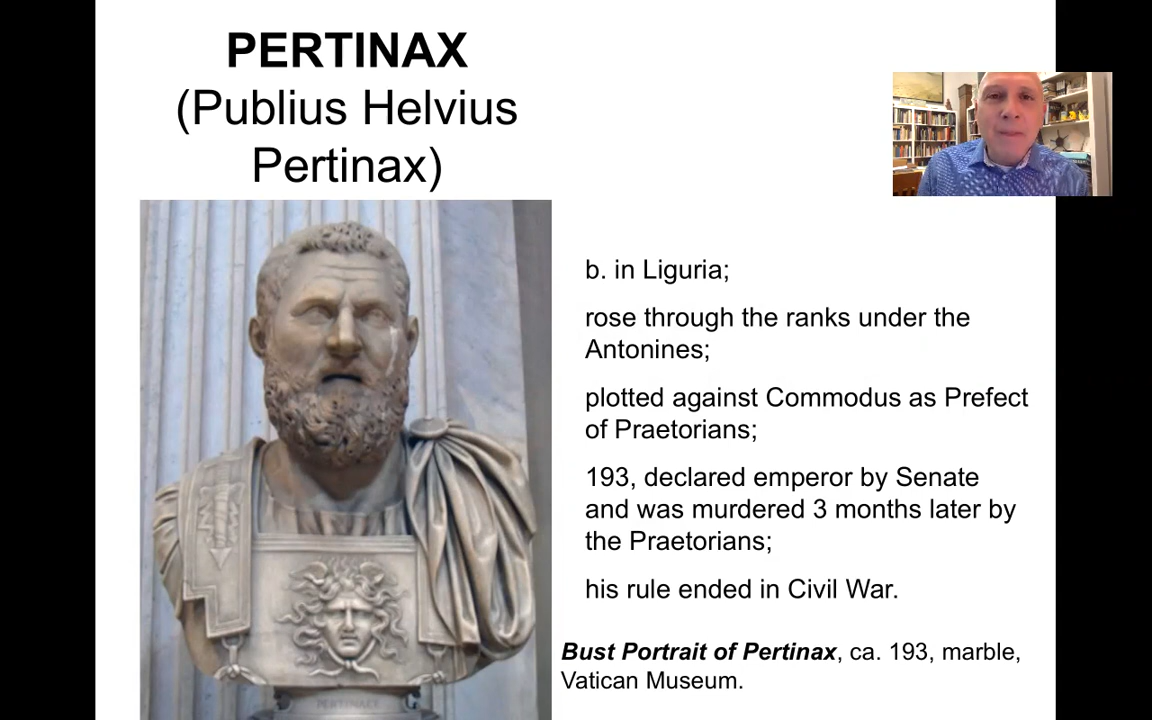 PERTINAX
(Publius Helvius
Pertinax)
b. in Liguria;
rose through the ranks under the
Antonines;
plotted against Commodus as Prefect
of Praetorians;
193, declared emperor by Senate
and was murdered 3 months later by
the Praetorians;
his rule ended in Civil War.
Bust Portrait of Pertinax, ca. 193, marble,
Vatican Museum.